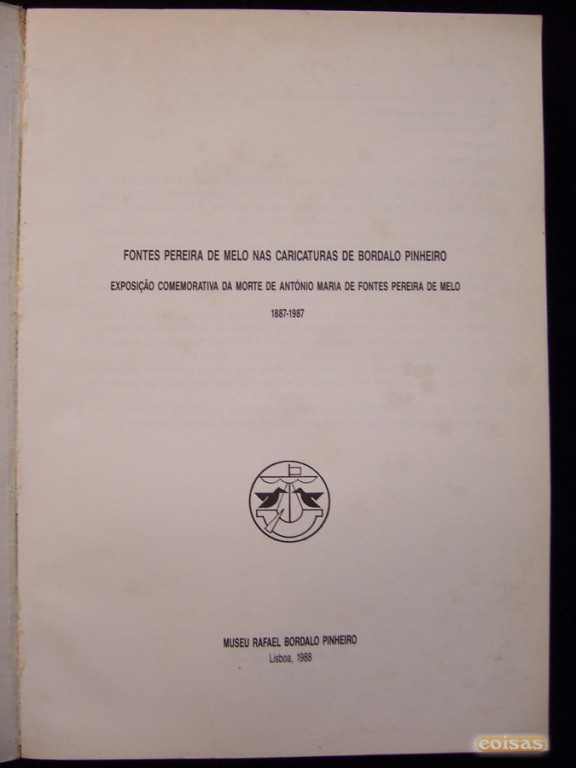 FONTES PEREIRA DE MELO NAS CARICATURAS DE BORDALO PINHEIRO
EXPOSIÇÃO COMEMORATIVA DA MORTE DE ANTÓNIO MARIA DE FONTES PEREIRA DE MELO
1887-1987
MUSEU RAFAEL BORDALO PINHEIRO
Lisboa, 1988
coisas